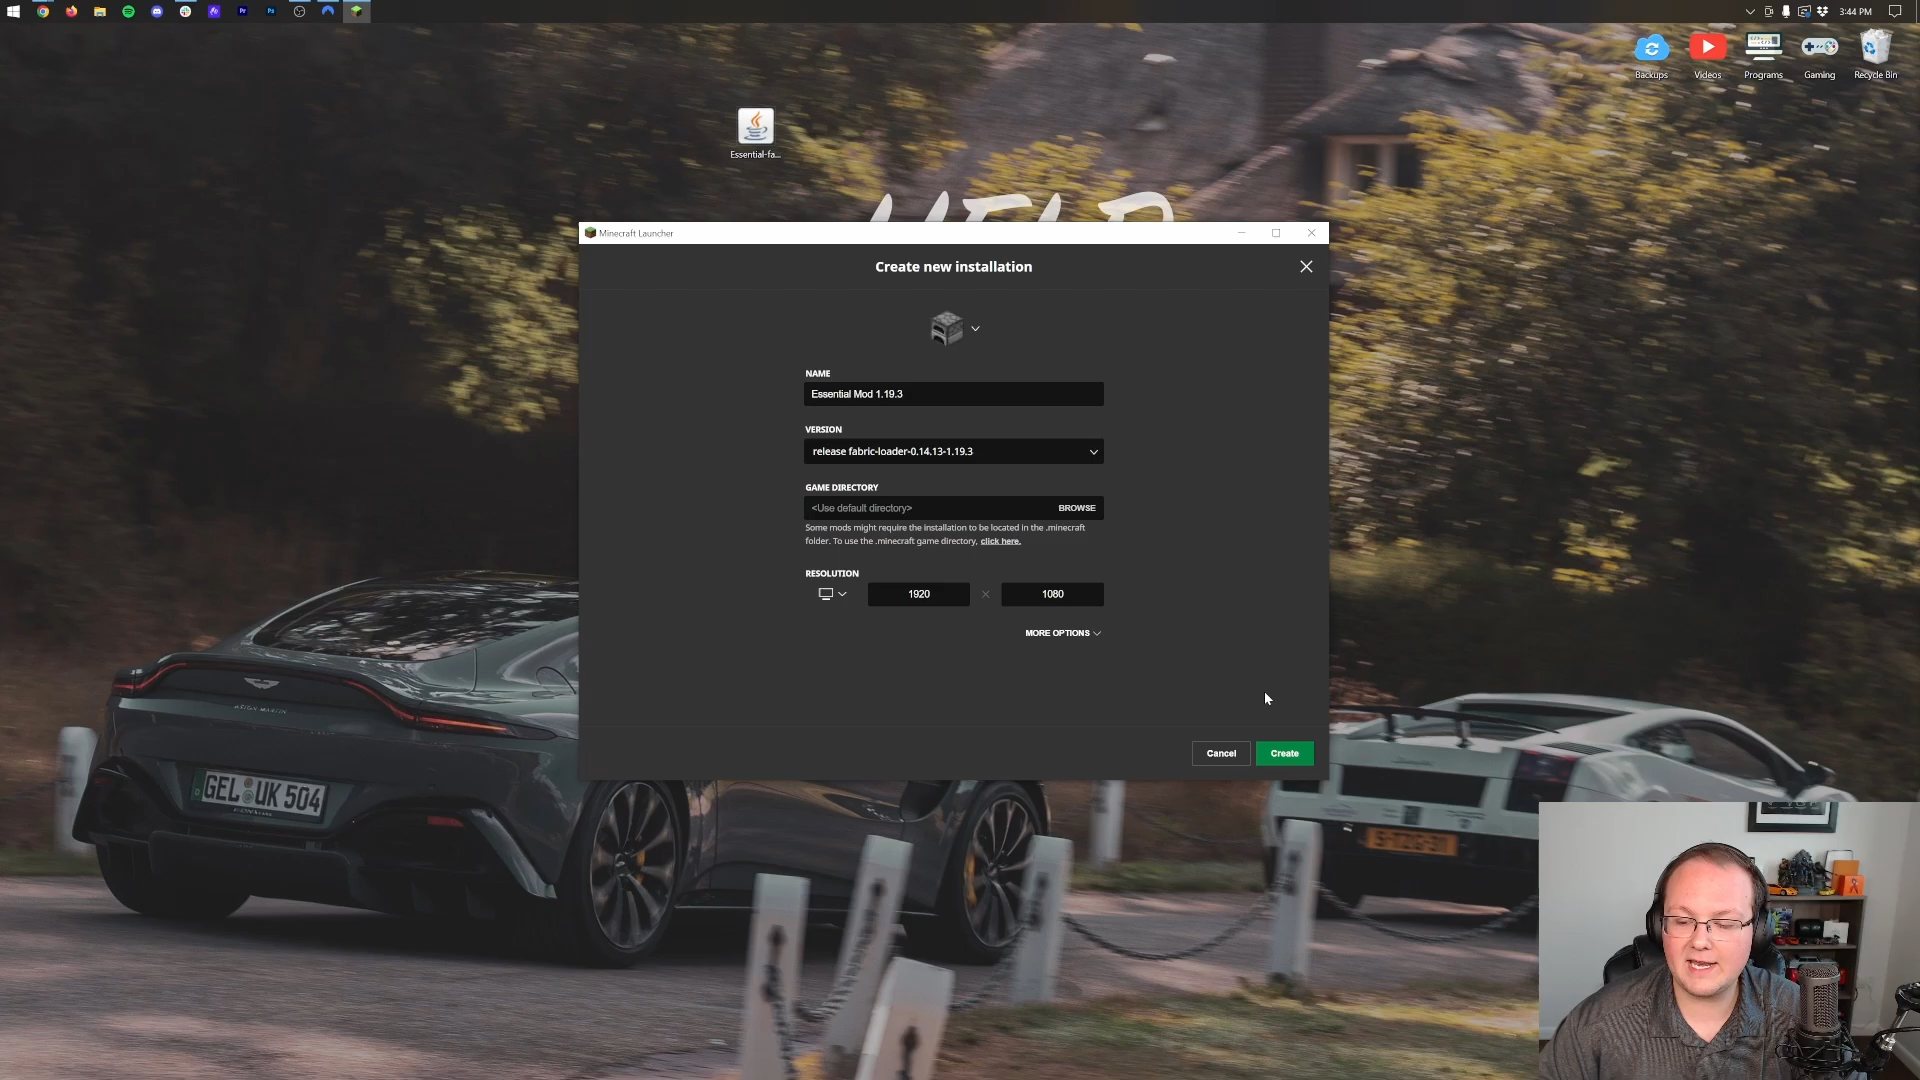 3:44 PM
Backups
Videos
Programs
Gaming
Recycle Bin
Essential-fa...
HELP
Minecraft Launcher
Create new installation
NAME
Essential Mod 1.19.3
VERSION
release fabric-loader-0.14.13-1.19.3
GAME DIRECTORY
<Use default directory>
BROWSE
Some mods might require the installation to be located in the .minecraft
folder. To use the .minecraft game directory, click here.
RESOLUTION
1920
1080
MORE OPTIONS
Cancel
Create
ASTON MARTIN
GEL UK 504